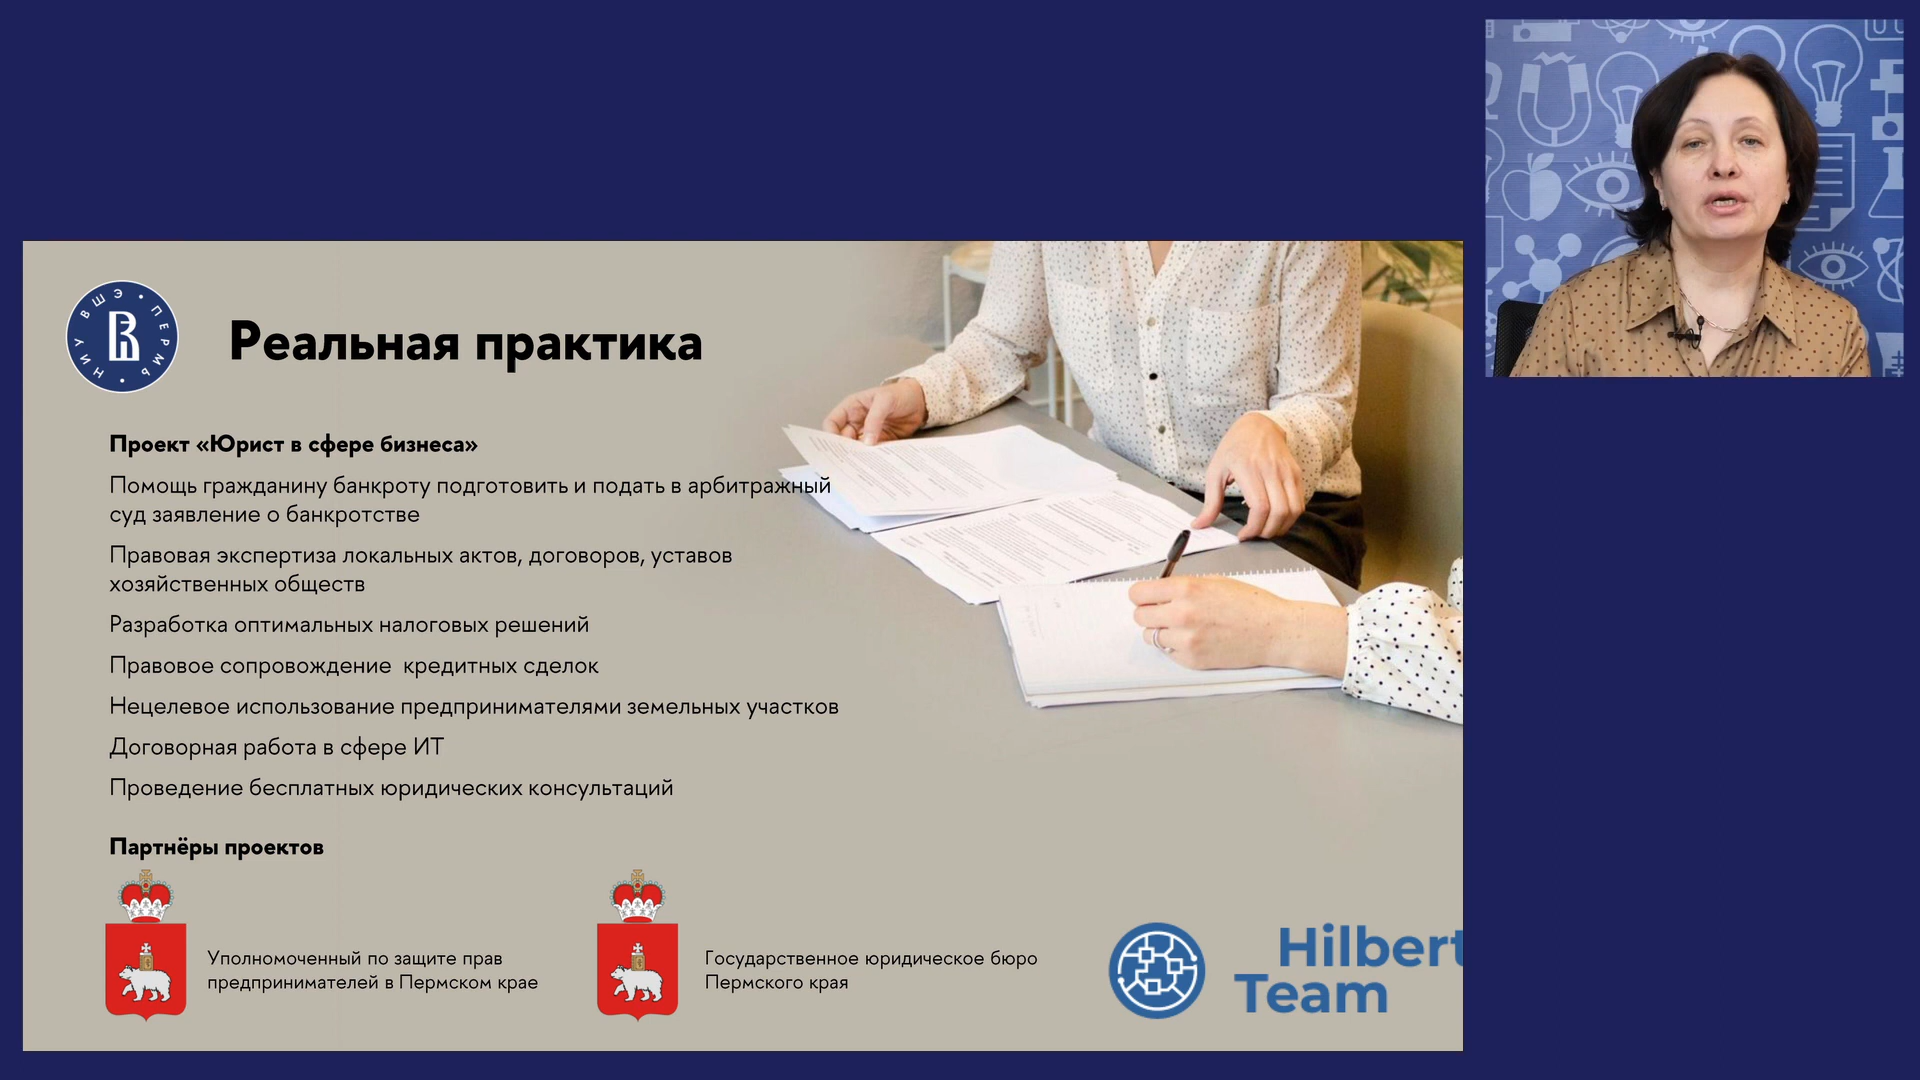 НИУ ВШЭ • ПЕРМЬ •
Реальная практика
Проект «Юрист в сфере бизнеса»
Помощь гражданину банкроту подготовить и подать в арбитражный
суд заявление о банкротстве
Правовая экспертиза локальных актов, договоров, уставов
хозяйственных обществ
Разработка оптимальных налоговых решений
Правовое сопровождение  кредитных сделок
Нецелевое использование предпринимателями земельных участков
Договорная работа в сфере ИТ
Проведение бесплатных юридических консультаций
Партнёры проектов
Уполномоченный по защите прав
предпринимателей в Пермском крае
Государственное юридическое бюро
Пермского края
Hilbert
Team